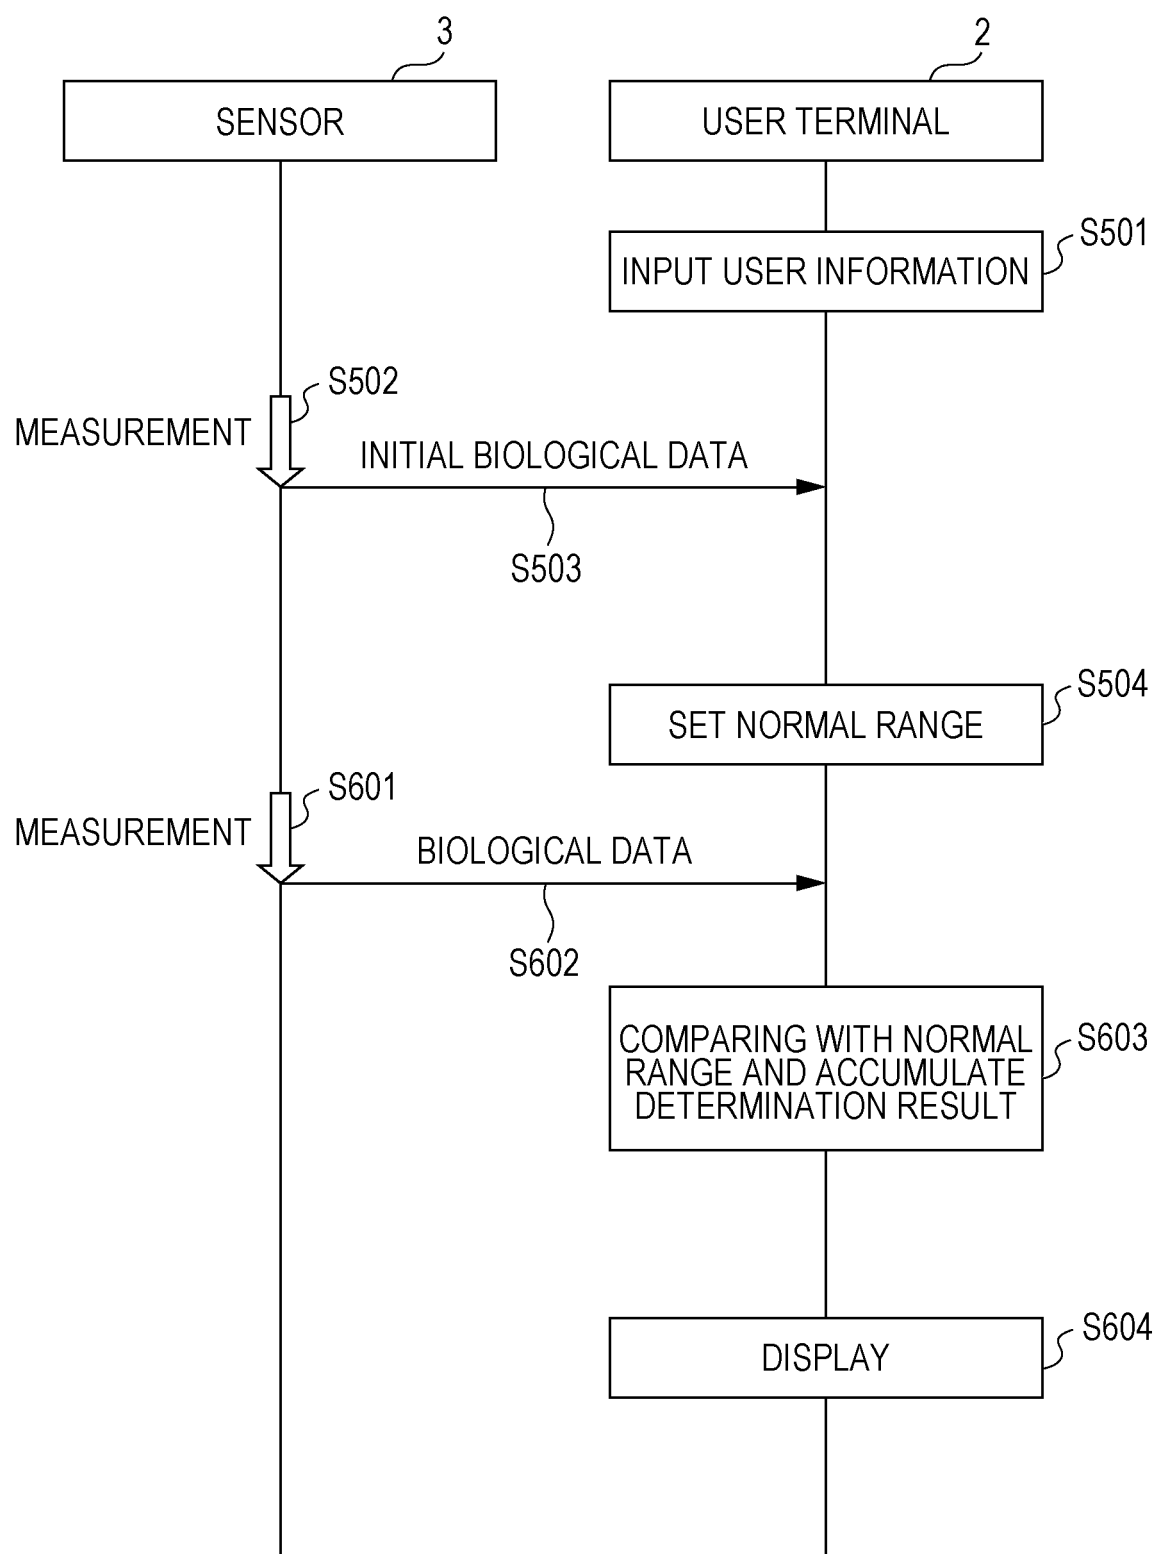 3
2
SENSOR
USER TERMINAL
S501
INPUT USER INFORMATION
S502
MEASUREMENT
INITIAL BIOLOGICAL DATA
S503
S504
SET NORMAL RANGE
S601
MEASUREMENT
BIOLOGICAL DATA
S602
COMPARING WITH NORMAL
RANGE AND ACCUMULATE
DETERMINATION RESULT
S603
S604
DISPLAY